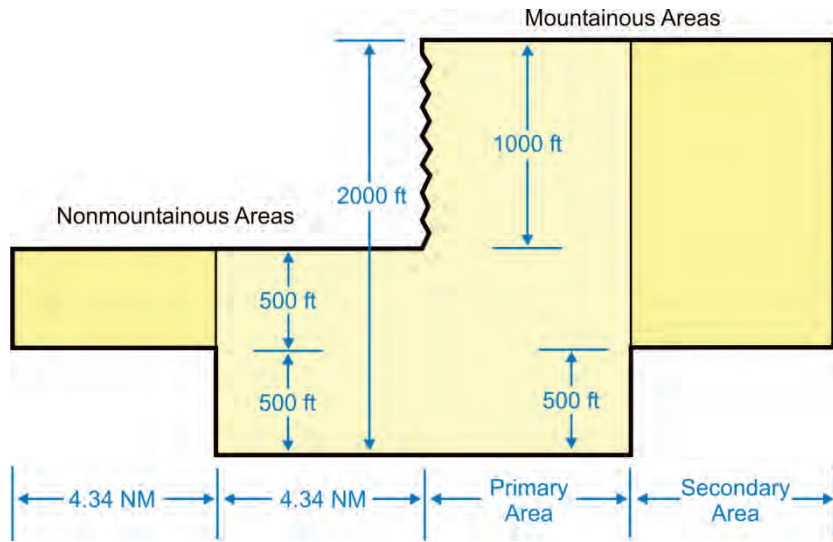 Mountainous Areas
1000 ft
2000 ft
Nonmountainous Areas
500 ft
500 ft
500 ft
4.34 NM
4.34 NM
Primary
Area
Secondary
Area